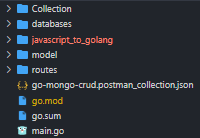 Collection
databases
javascript_to_golang
model
routes
go-mongo-crud.postman_collection.json
go.mod
go.sum
main.go